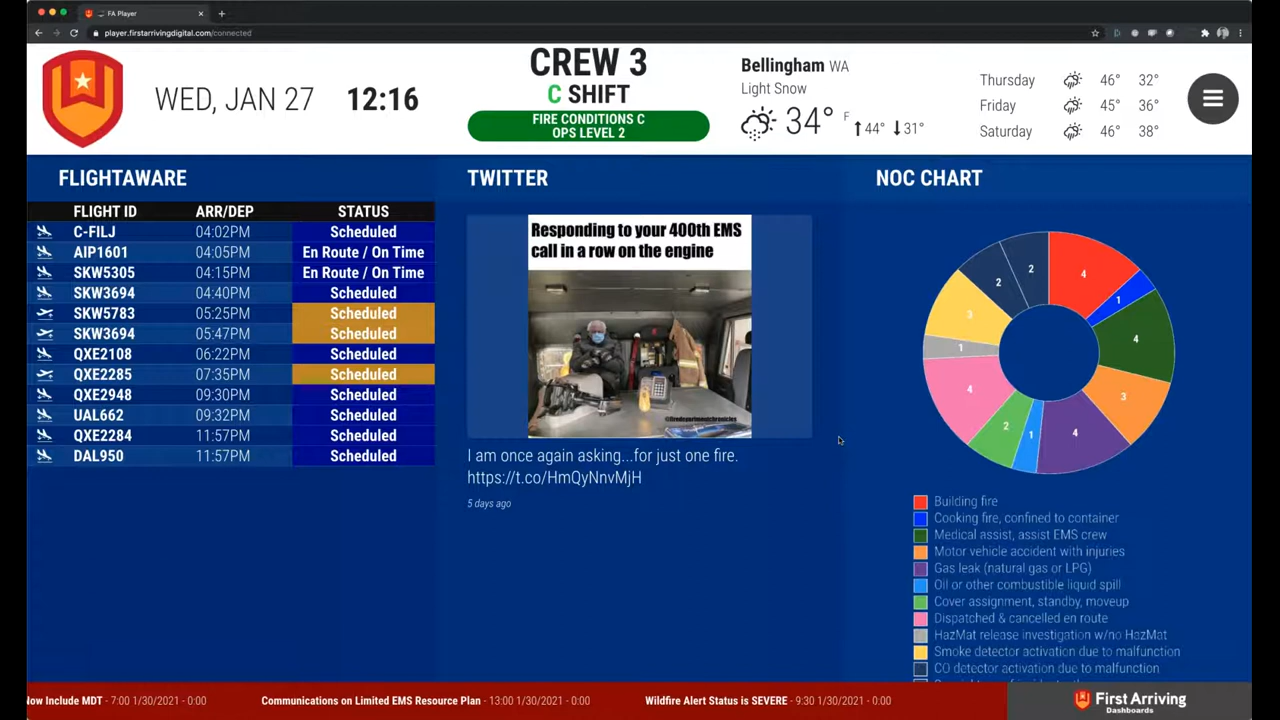 FA Player
player.firstarrivingdigital.com/connected
WED, JAN 27
12:16
CREW 3
C SHIFT
FIRE CONDITIONS C
OPS LEVEL 2
Bellingham WA
Light Snow
34° F 44° 31°
Thursday 46° 32°
Friday 45° 36°
Saturday 46° 38°
FLIGHTAWARE
FLIGHT ID ARR/DEP STATUS
C-FILJ 04:02PM Scheduled
AIP1601 04:05PM En Route / On Time
SKW5305 04:15PM En Route / On Time
SKW3694 04:40PM Scheduled
SKW5783 05:25PM Scheduled
SKW3694 05:47PM Scheduled
QXE2108 06:22PM Scheduled
QXE2285 07:35PM Scheduled
QXE2948 09:30PM Scheduled
UAL662 09:32PM Scheduled
QXE2284 11:57PM Scheduled
DAL950 11:57PM Scheduled
TWITTER
Responding to your 400th EMS
call in a row on the engine
I am once again asking...for just one fire.
https://t.co/HmQyNnvMjH
5 days ago
NOC CHART
4
1
4
3
4
1
2
4
1
3
2
2
Building fire
Cooking fire, confined to container
Medical assist, assist EMS crew
Motor vehicle accident with injuries
Gas leak (natural gas or LPG)
Oil or other combustible liquid spill
Cover assignment, standby, moveup
Dispatched & cancelled en route
HazMat release investigation w/no HazMat
Smoke detector activation due to malfunction
CO detector activation due to malfunction
Now Include MDT - 7:00 1/30/2021 - 0:00
Communications on Limited EMS Resource Plan - 13:00 1/30/2021 - 0:00
Wildfire Alert Status is SEVERE - 9:30 1/30/2021 - 0:00
First Arriving
Dashboards